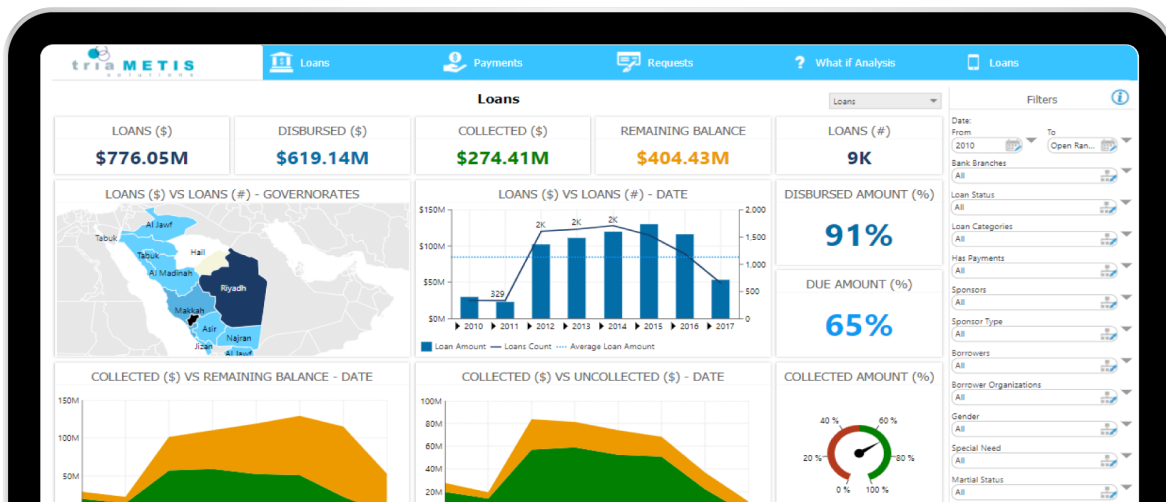 tria METIS
solutions
Loans
Payments
Requests
? What if Analysis
Loans
Loans
Loans
Filters
LOANS ($)
$776.05M
DISBURSED ($)
$619.14M
COLLECTED ($)
$274.41M
REMAINING BALANCE
$404.43M
LOANS (#)
9K
LOANS ($) VS LOANS (#) - GOVERNORATES
Al Jawf
Tabuk
Tabuk
Hail
Al Madinah
Riyadh
Makkah
Asir
Najran
Jizan
Al Jawf
LOANS ($) VS LOANS (#) - DATE
$150M
$100M
$50M
$0M
2,000
1,500
1,000
500
0
329
2K
2K
2K
2010 2011 2012 2013 2014 2015 2016 2017
Loan Amount Loans Count Average Loan Amount
DISBURSED AMOUNT (%)
91%
DUE AMOUNT (%)
65%
COLLECTED ($) VS REMAINING BALANCE - DATE
150M
100M
50M
COLLECTED ($) VS UNCOLLECTED ($) - DATE
100M
80M
60M
40M
20M
COLLECTED AMOUNT (%)
40 % 60 %
20 % 80 %
0 % 100 %
Date:
From To
2010 Open Ran...
Bank Branches
All
Loan Status
All
Loan Categories
All
Has Payments
All
Sponsors
All
Sponsor Type
All
Borrowers
All
Borrower Organizations
All
Gender
All
Special Need
All
Martial Status
All